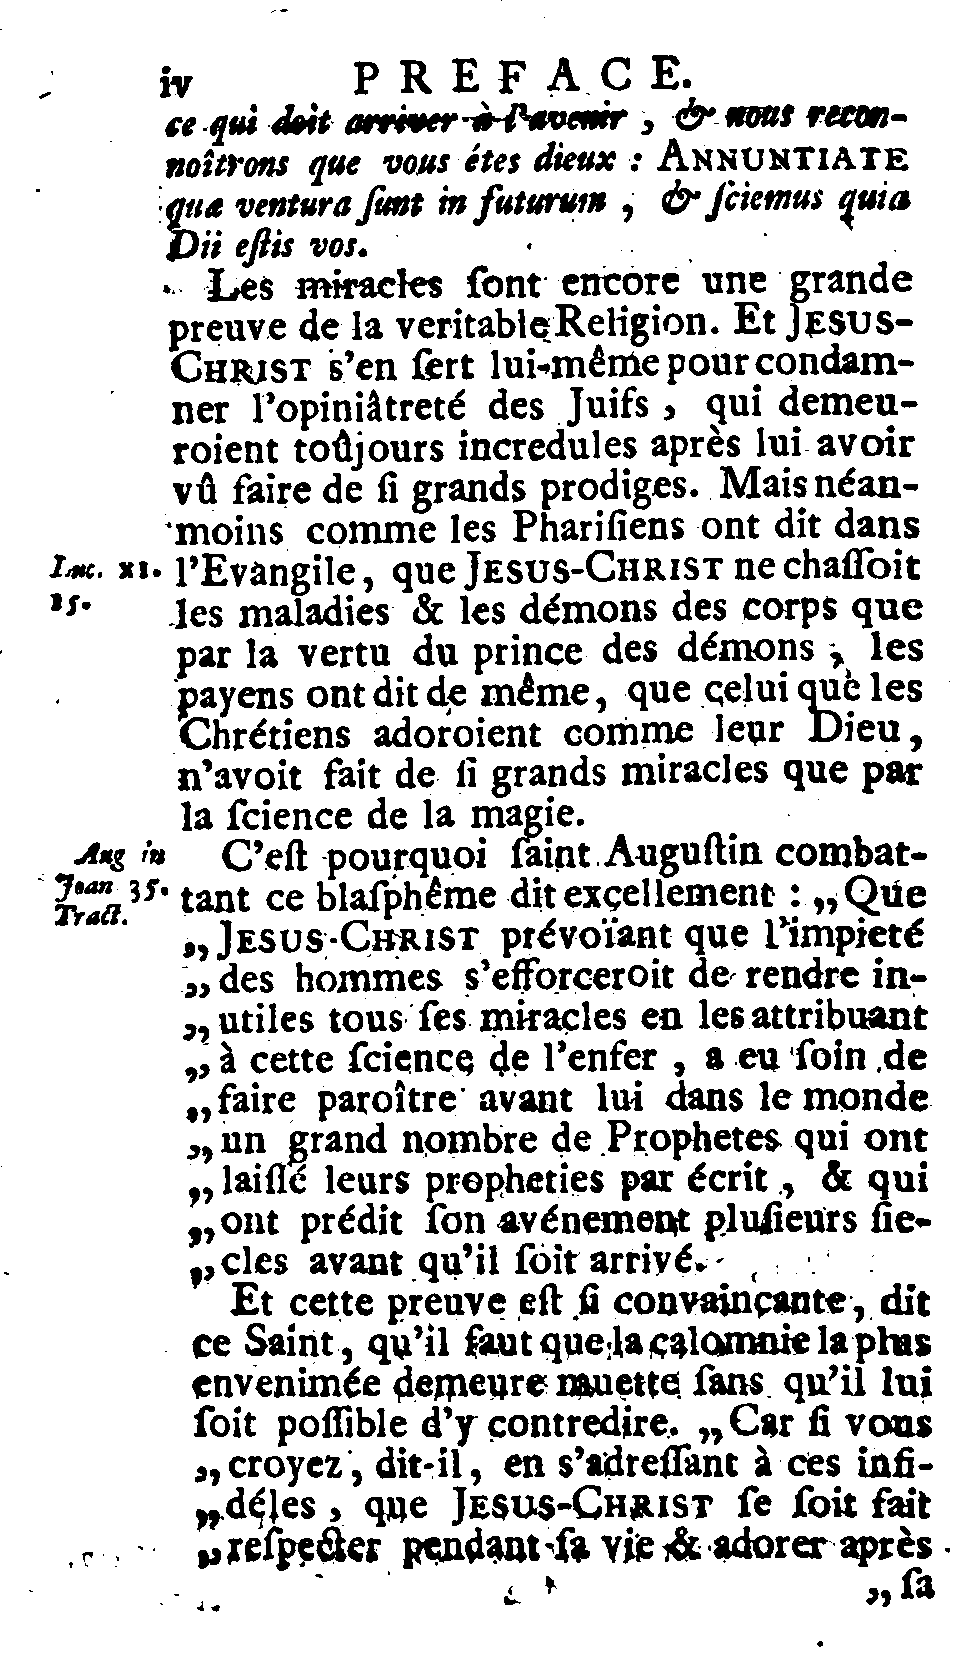 iv PREFACE.
ce qui doit arriver à l'avenir, & nous recon-
noîtrons que vous étes dieux : ANNUNTIATE
quæ ventura ſunt in futurum, & ſciemus quia
Dii eſtis vos.
Les miracles ſont encore une grande
preuve de la veritable Religion. Et JESUS-
CHRIST s'en ſert lui-même pour condam-
ner l'opiniâtreté des Juifs, qui demeu-
roient toûjours incredules après lui avoir
vû faire de ſi grands prodiges. Mais néan-
moins comme les Phariſiens ont dit dans
Luc. XI. l'Evangile, que JESUS-CHRIST ne chaſſoit
15. les maladies & les démons des corps que
par la vertu du prince des démons, les
payens ont dit de même, que celui que les
Chrétiens adoroient comme leur Dieu,
n'avoit fait de ſi grands miracles que par
la ſcience de la magie.
Aug in C'eſt pourquoi ſaint Auguſtin combat-
Joan 35. tant ce blaſphême dit excellement : „Que
Tract. „JESUS-CHRIST prévoïant que l'impieté
„des hommes s'efforceroit de rendre in-
„utiles tous ſes miracles en les attribuant
„à cette ſcience de l'enfer, a eu ſoin de
„faire paroître avant lui dans le monde
„un grand nombre de Prophetes qui ont
„laiſſé leurs propheties par écrit, & qui
„ont prédit ſon avénement pluſieurs ſie-
„cles avant qu'il ſoit arrivé.
Et cette preuve eſt ſi convainçante, dit
ce Saint, qu'il faut que la calomnie la plus
envenimée demeure muette ſans qu'il lui
ſoit poſſible d'y contredire. „Car ſi vous
„croyez, dit-il, en s'adreſſant à ces infi-
„déles, que JESUS-CHRIST ſe ſoit fait
„reſpecter pendant ſa vie & adorer après
„ſa